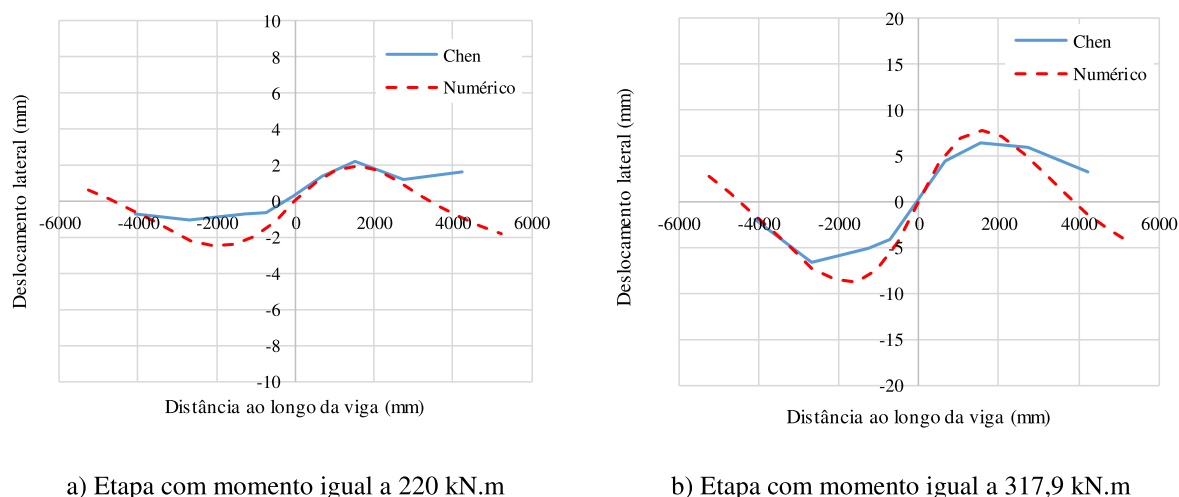 10
8
6
4
2
0
-2
-4
-6
-8
-10
-6000 -4000 -2000 0 2000 4000 6000
Chen
Numérico
Deslocamento lateral (mm)
Distância ao longo da viga (mm)
a) Etapa com momento igual a 220 kN.m
20
15
10
5
0
-5
-10
-15
-20
-6000 -4000 -2000 0 2000 4000 6000
Chen
Numérico
Deslocamento lateral (mm)
Distância ao longo da viga (mm)
b) Etapa com momento igual a 317,9 kN.m